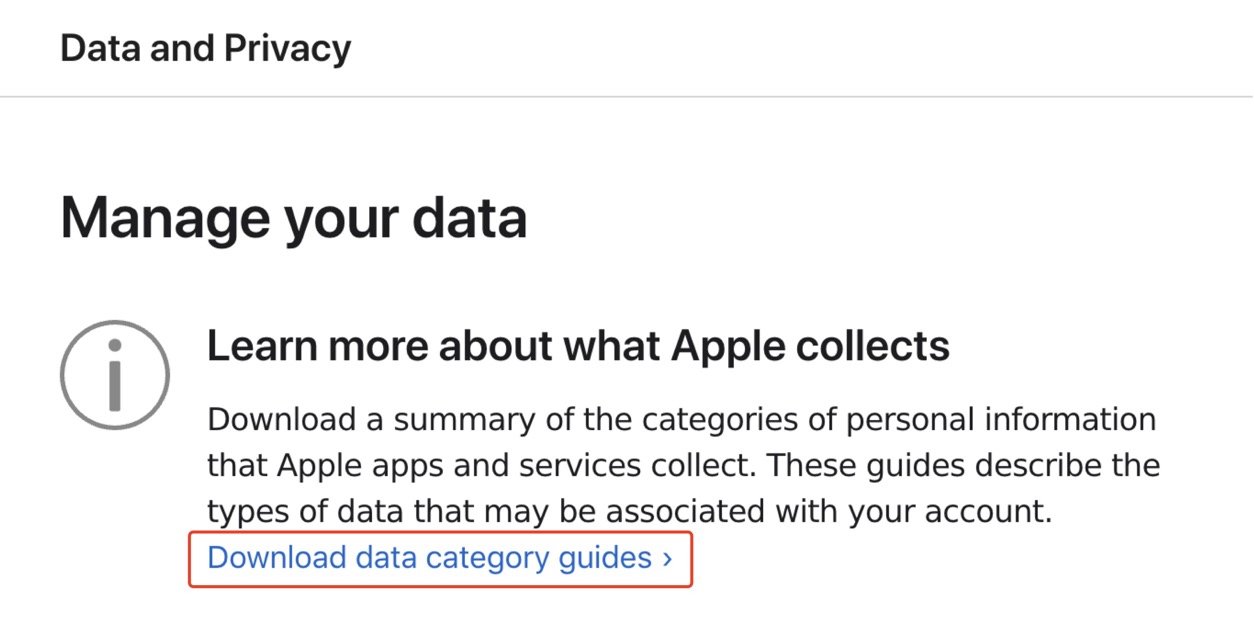 Data and Privacy
Manage your data
Learn more about what Apple collects
Download a summary of the categories of personal information
that Apple apps and services collect. These guides describe the
types of data that may be associated with your account.
Download data category guides ›